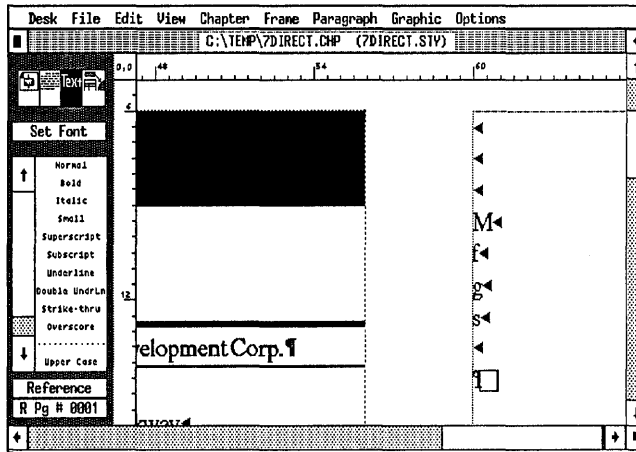 Desk File Edit View Chapter Frame Paragraph Graphic Options
C:\TEMP\7DIRECT.CHP (7DIRECT.STY)
0,0 48 54 60
Text
6
Set Font
Normal
Bold
Italic
Small
Superscript
Subscript
Underline
Double UndrLn
Strike-thru
Overscore
Upper Case
12
M
f
g
s
velopment Corp.¶
Reference
R Pg # 0001